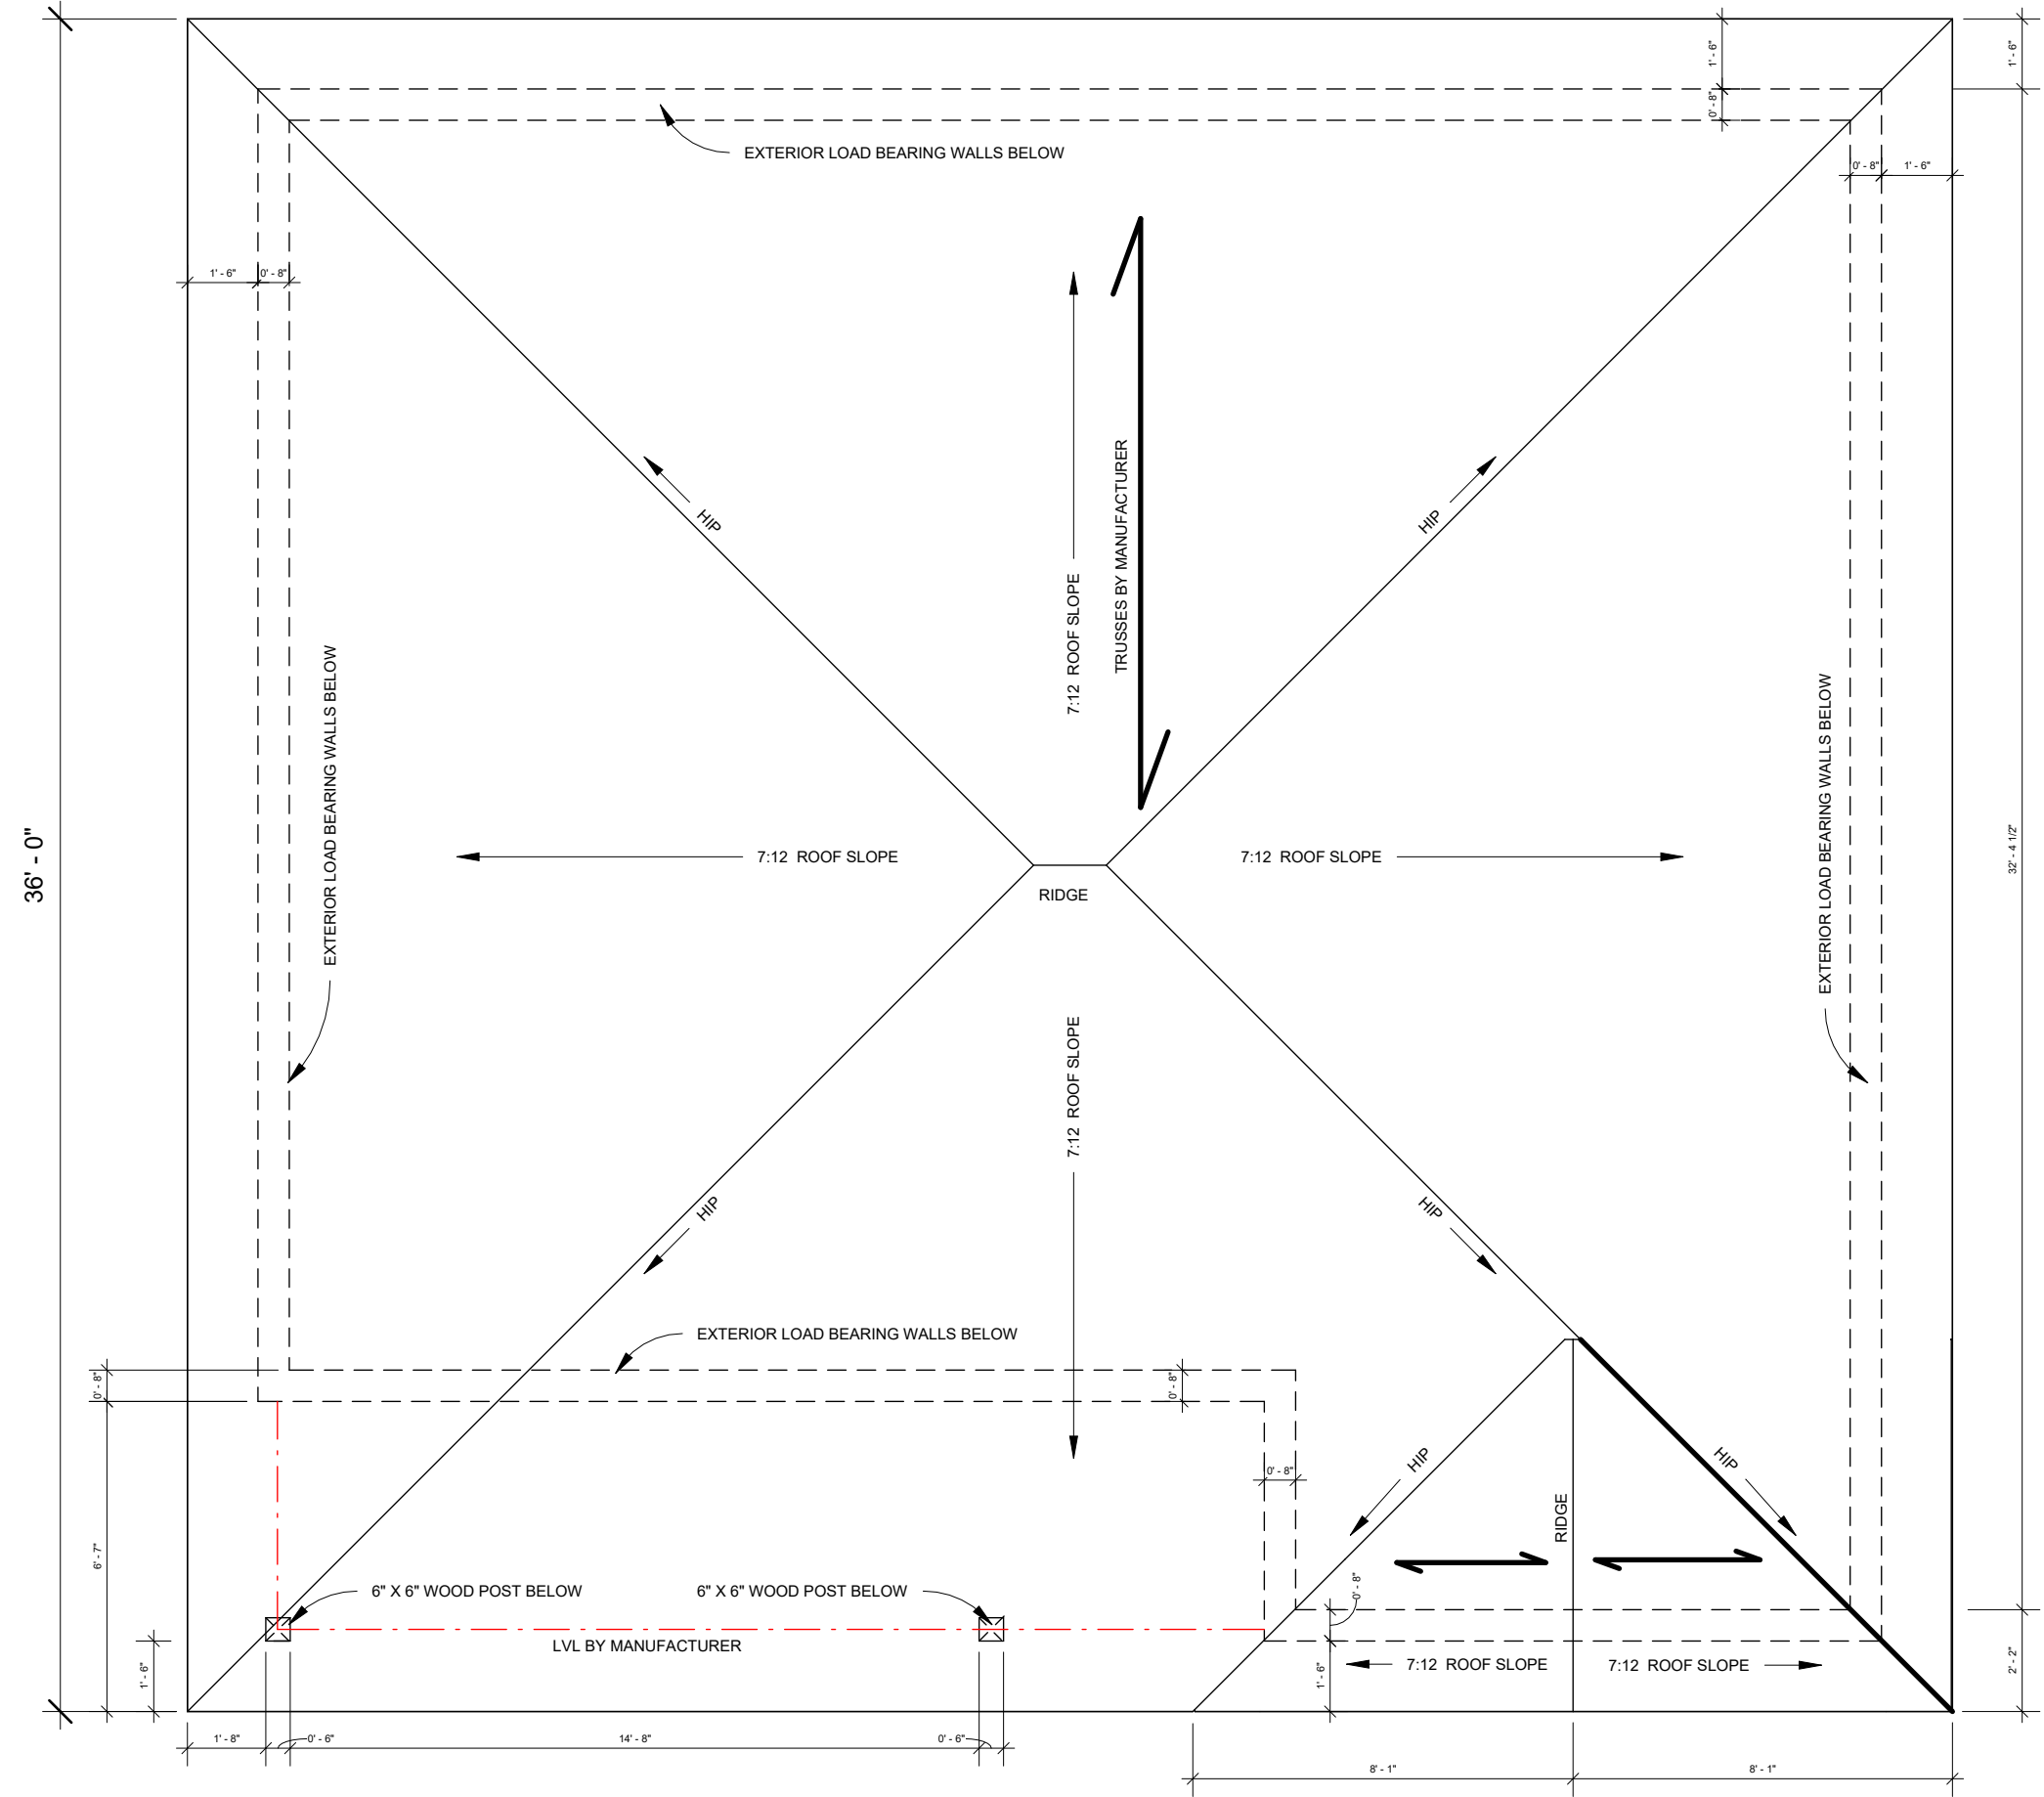 1' - 6"
1' - 6"
0' - 8"
EXTERIOR LOAD BEARING WALLS BELOW
0' - 8"
1' - 6"
1' - 6"
0' - 8"
HIP
HIP
TRUSSES BY MANUFACTURER
7:12 ROOF SLOPE
EXTERIOR LOAD BEARING WALLS BELOW
EXTERIOR LOAD BEARING WALLS BELOW
36' - 0"
7:12 ROOF SLOPE
7:12 ROOF SLOPE
32' - 4 1/2"
RIDGE
7:12 ROOF SLOPE
HIP
HIP
EXTERIOR LOAD BEARING WALLS BELOW
0' - 8"
0' - 8"
HIP
HIP
0' - 8"
RIDGE
6' - 7"
6" X 6" WOOD POST BELOW
6" X 6" WOOD POST BELOW
0' - 8"
LVL BY MANUFACTURER
1' - 6"
1' - 6"
7:12 ROOF SLOPE
7:12 ROOF SLOPE
2' - 2"
1' - 8"
0' - 6"
14' - 8"
0' - 6"
8' - 1"
8' - 1"